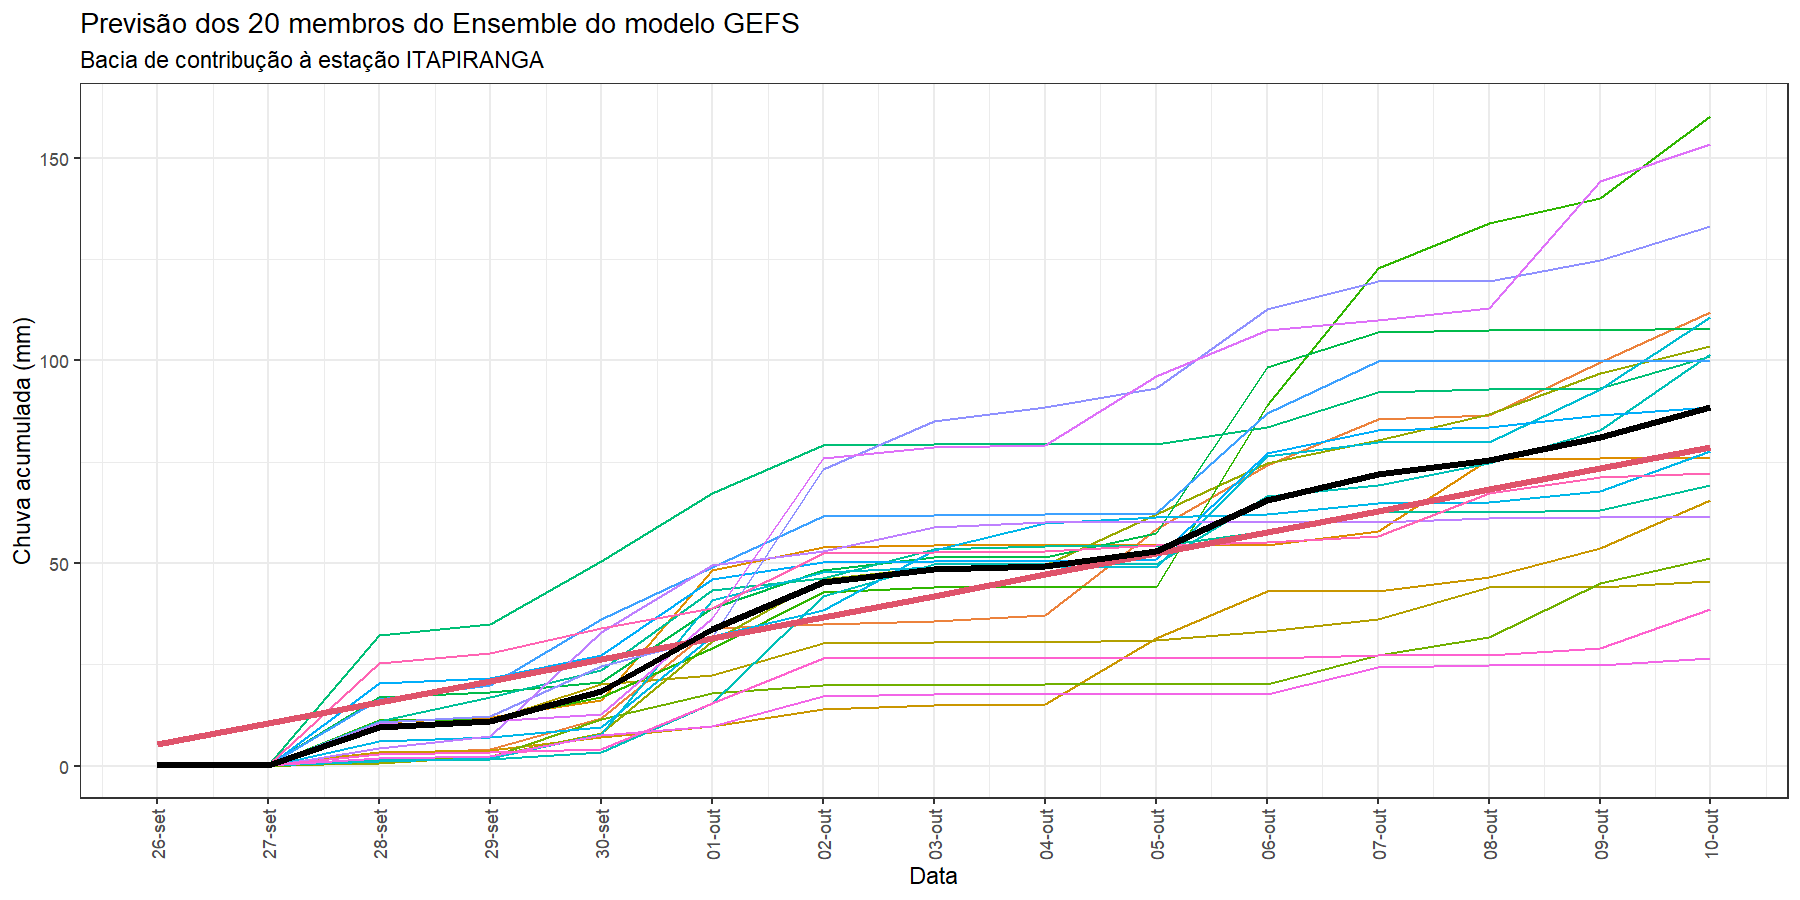 Previsão dos 20 membros do Ensemble do modelo GEFS
Bacia de contribução à estação ITAPIRANGA
Chuva acumulada (mm)
150
100
50
0
26-set
27-set
28-set
29-set
30-set
01-out
02-out
03-out
04-out
05-out
06-out
07-out
08-out
09-out
10-out
Data